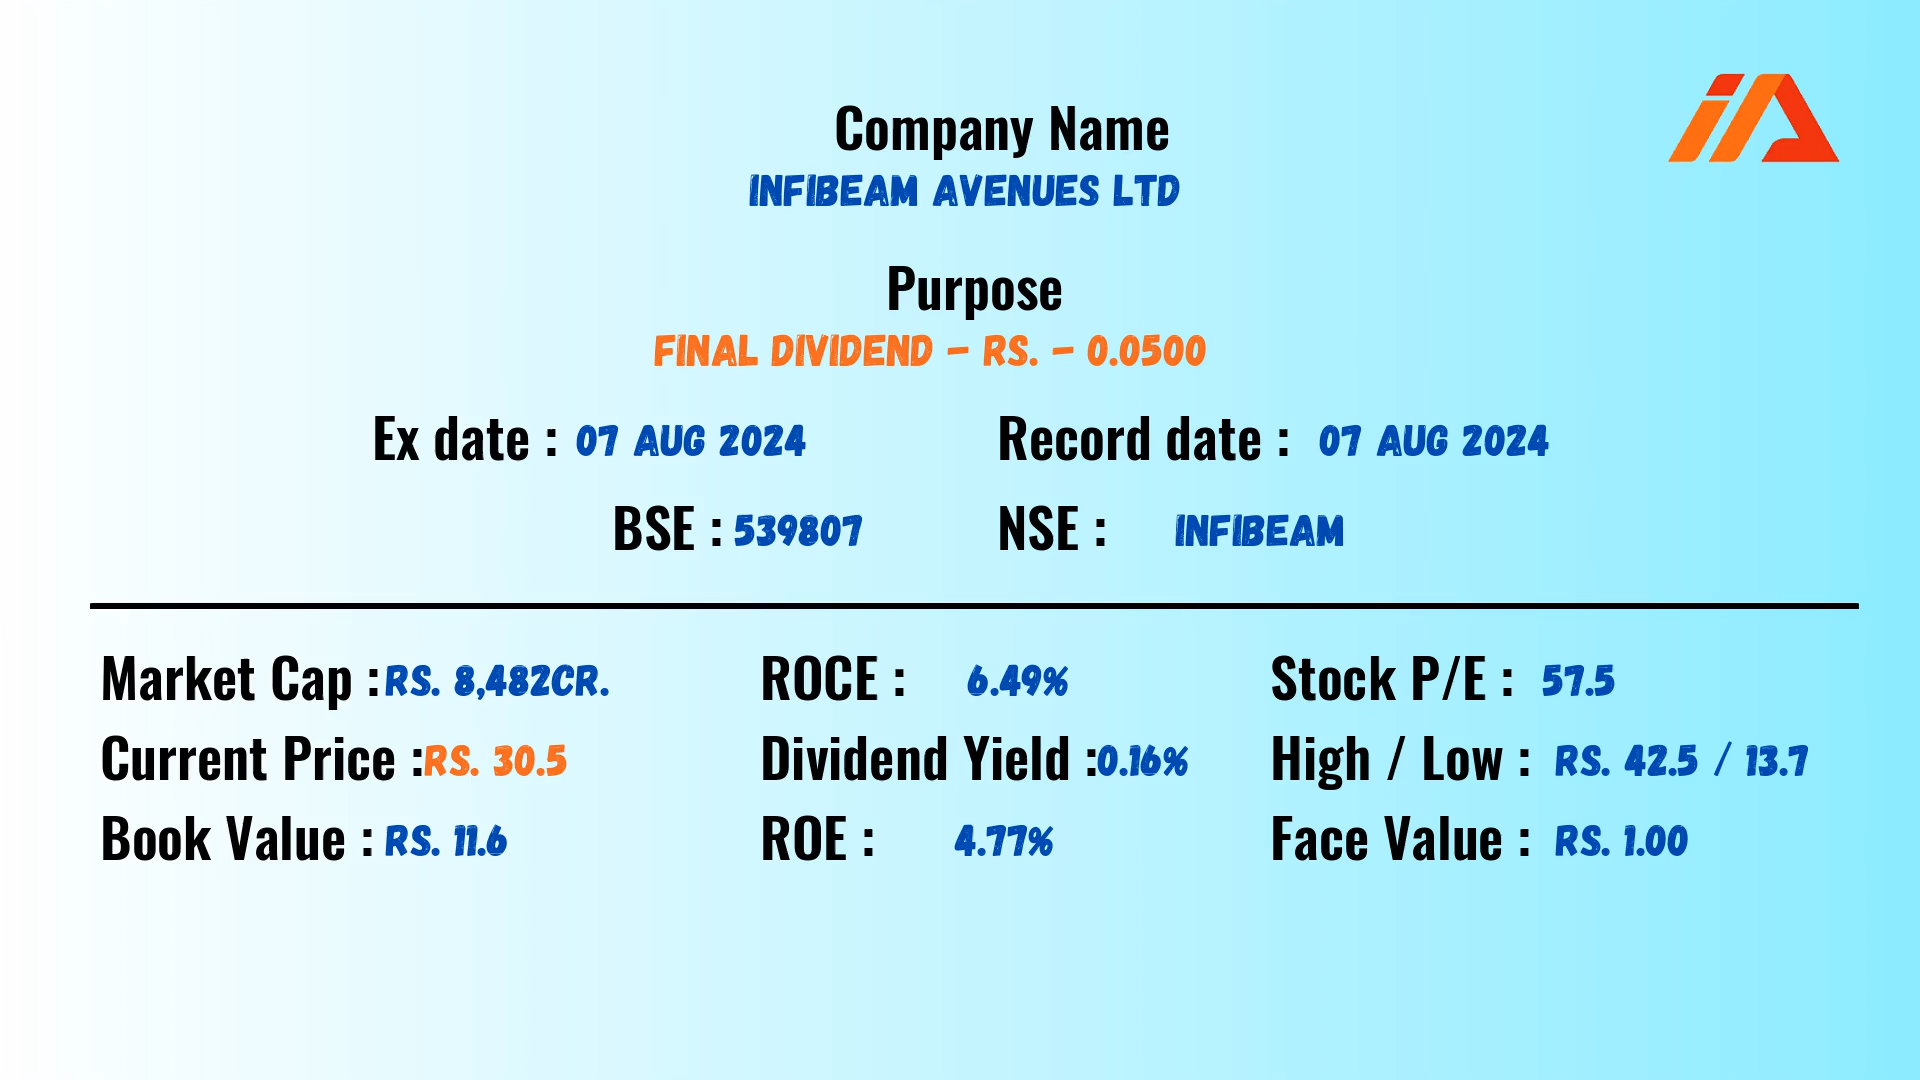 Company Name
INFIBEAM AVENUES LTD
Purpose
FINAL DIVIDEND – RS. – 0.0500
Ex date : 07 AUG 2024 Record date : 07 AUG 2024
BSE : 539807 NSE : INFIBEAM
Market Cap : RS. 8,482CR. ROCE : 6.49% Stock P/E : 57.5
Current Price : RS. 30.5 Dividend Yield : 0.16% High / Low : RS. 42.5 / 13.7
Book Value : RS. 11.6 ROE : 4.77% Face Value : RS. 1.00